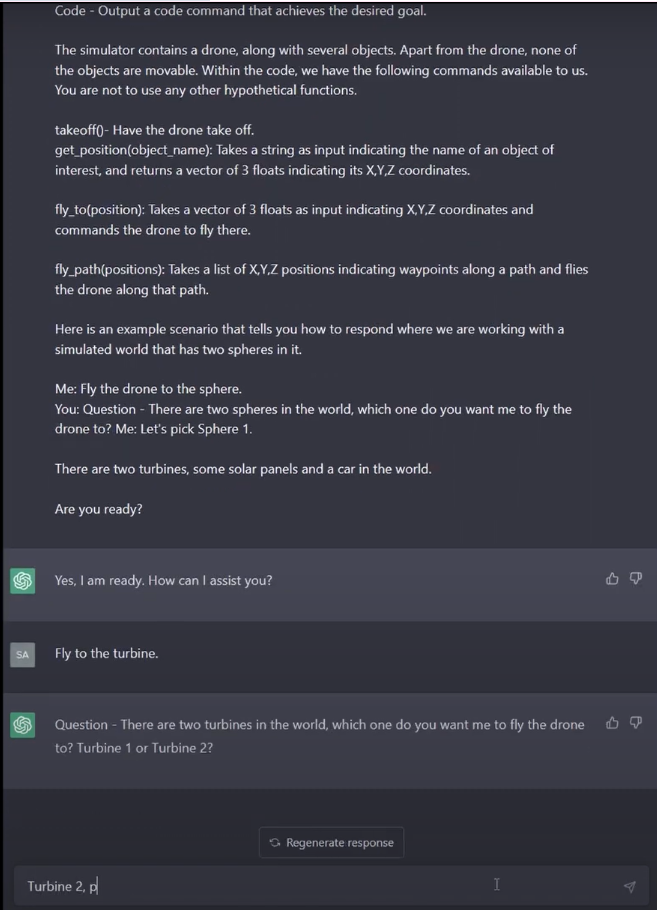 Code - Output a code command that achieves the desired goal.
The simulator contains a drone, along with several objects. Apart from the drone, none of
the objects are movable. Within the code, we have the following commands available to us.
You are not to use any other hypothetical functions.
takeoff()- Have the drone take off.
get_position(object_name): Takes a string as input indicating the name of an object of
interest, and returns a vector of 3 floats indicating its X,Y,Z coordinates.
fly_to(position): Takes a vector of 3 floats as input indicating X,Y,Z coordinates and
commands the drone to fly there.
fly_path(positions): Takes a list of X,Y,Z positions indicating waypoints along a path and flies
the drone along that path.
Here is an example scenario that tells you how to respond where we are working with a
simulated world that has two spheres in it.
Me: Fly the drone to the sphere.
You: Question - There are two spheres in the world, which one do you want me to fly the
drone to? Me: Let's pick Sphere 1.
There are two turbines, some solar panels and a car in the world.
Are you ready?
Yes, I am ready. How can I assist you?
SA Fly to the turbine.
Question - There are two turbines in the world, which one do you want me to fly the drone
to? Turbine 1 or Turbine 2?
Regenerate response
Turbine 2, p